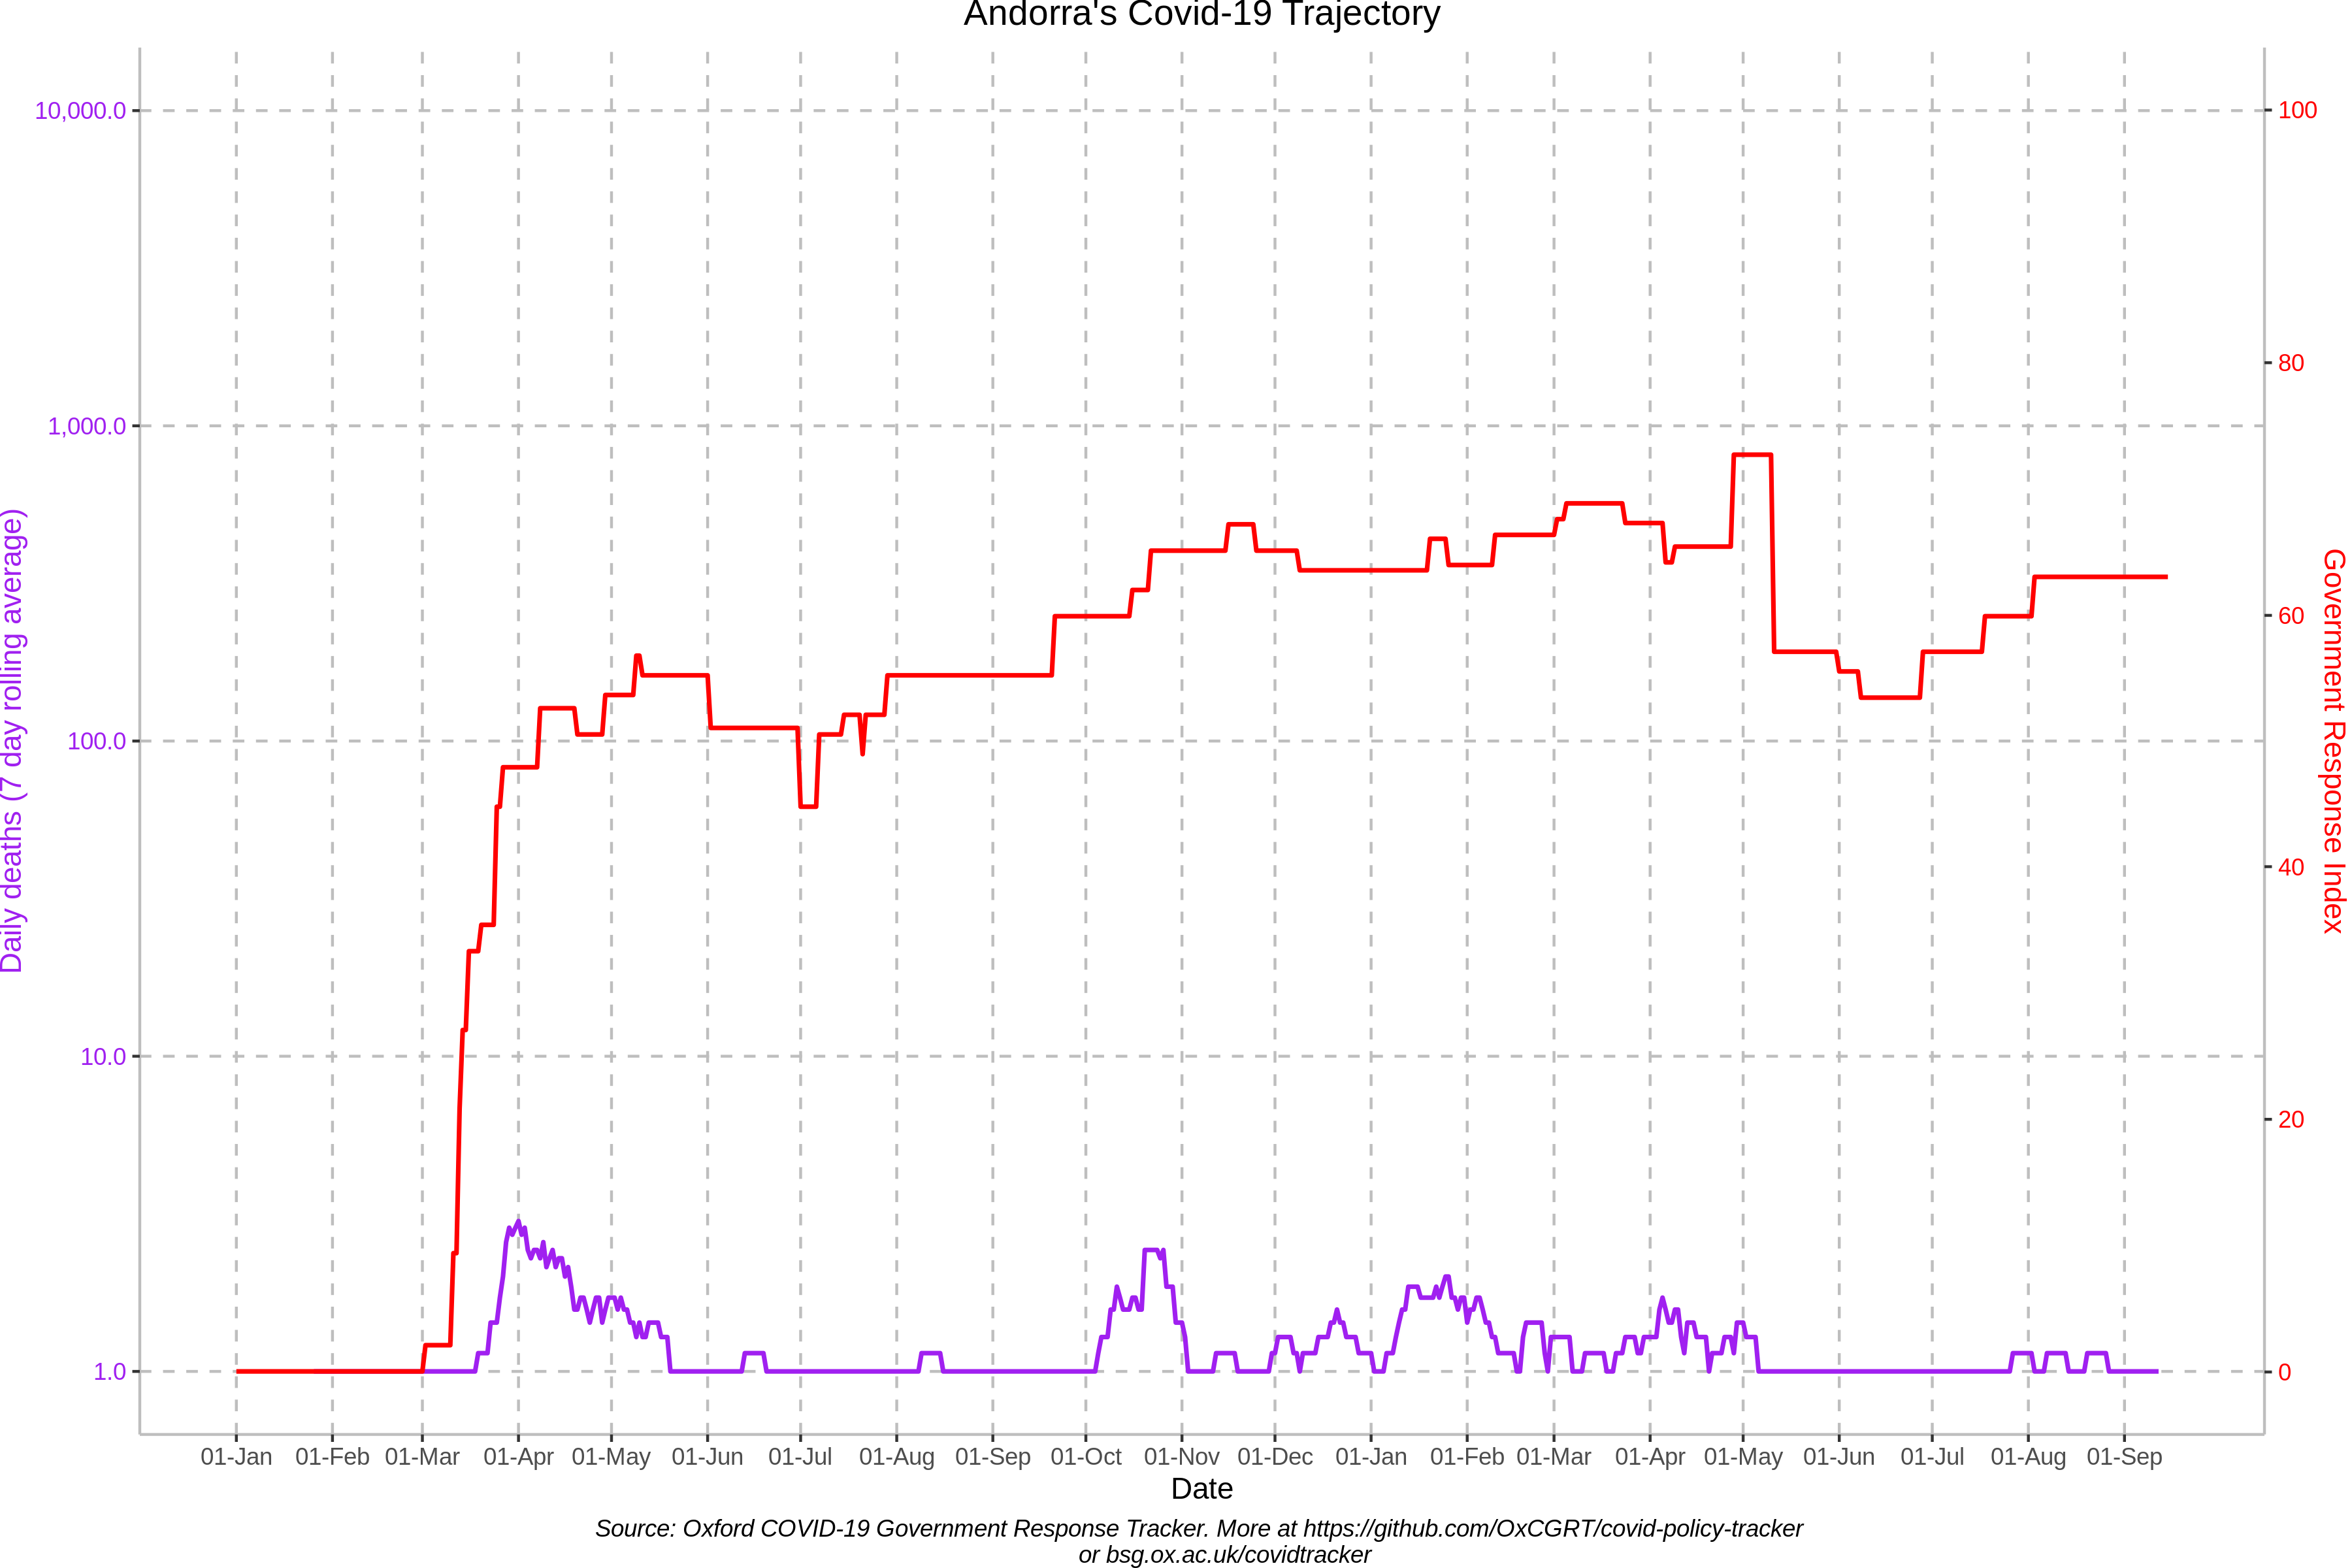 Andorra's Covid-19 Trajectory
10,000.0
1,000.0
100.0
10.0
1.0
Daily deaths (7 day rolling average)
100
80
60
40
20
0
Government Response Index
01-Jan 01-Feb 01-Mar 01-Apr 01-May 01-Jun 01-Jul 01-Aug 01-Sep 01-Oct 01-Nov 01-Dec 01-Jan 01-Feb 01-Mar 01-Apr 01-May 01-Jun 01-Jul 01-Aug 01-Sep
Date
Source: Oxford COVID-19 Government Response Tracker. More at https://github.com/OxCGRT/covid-policy-tracker
or bsg.ox.ac.uk/covidtracker